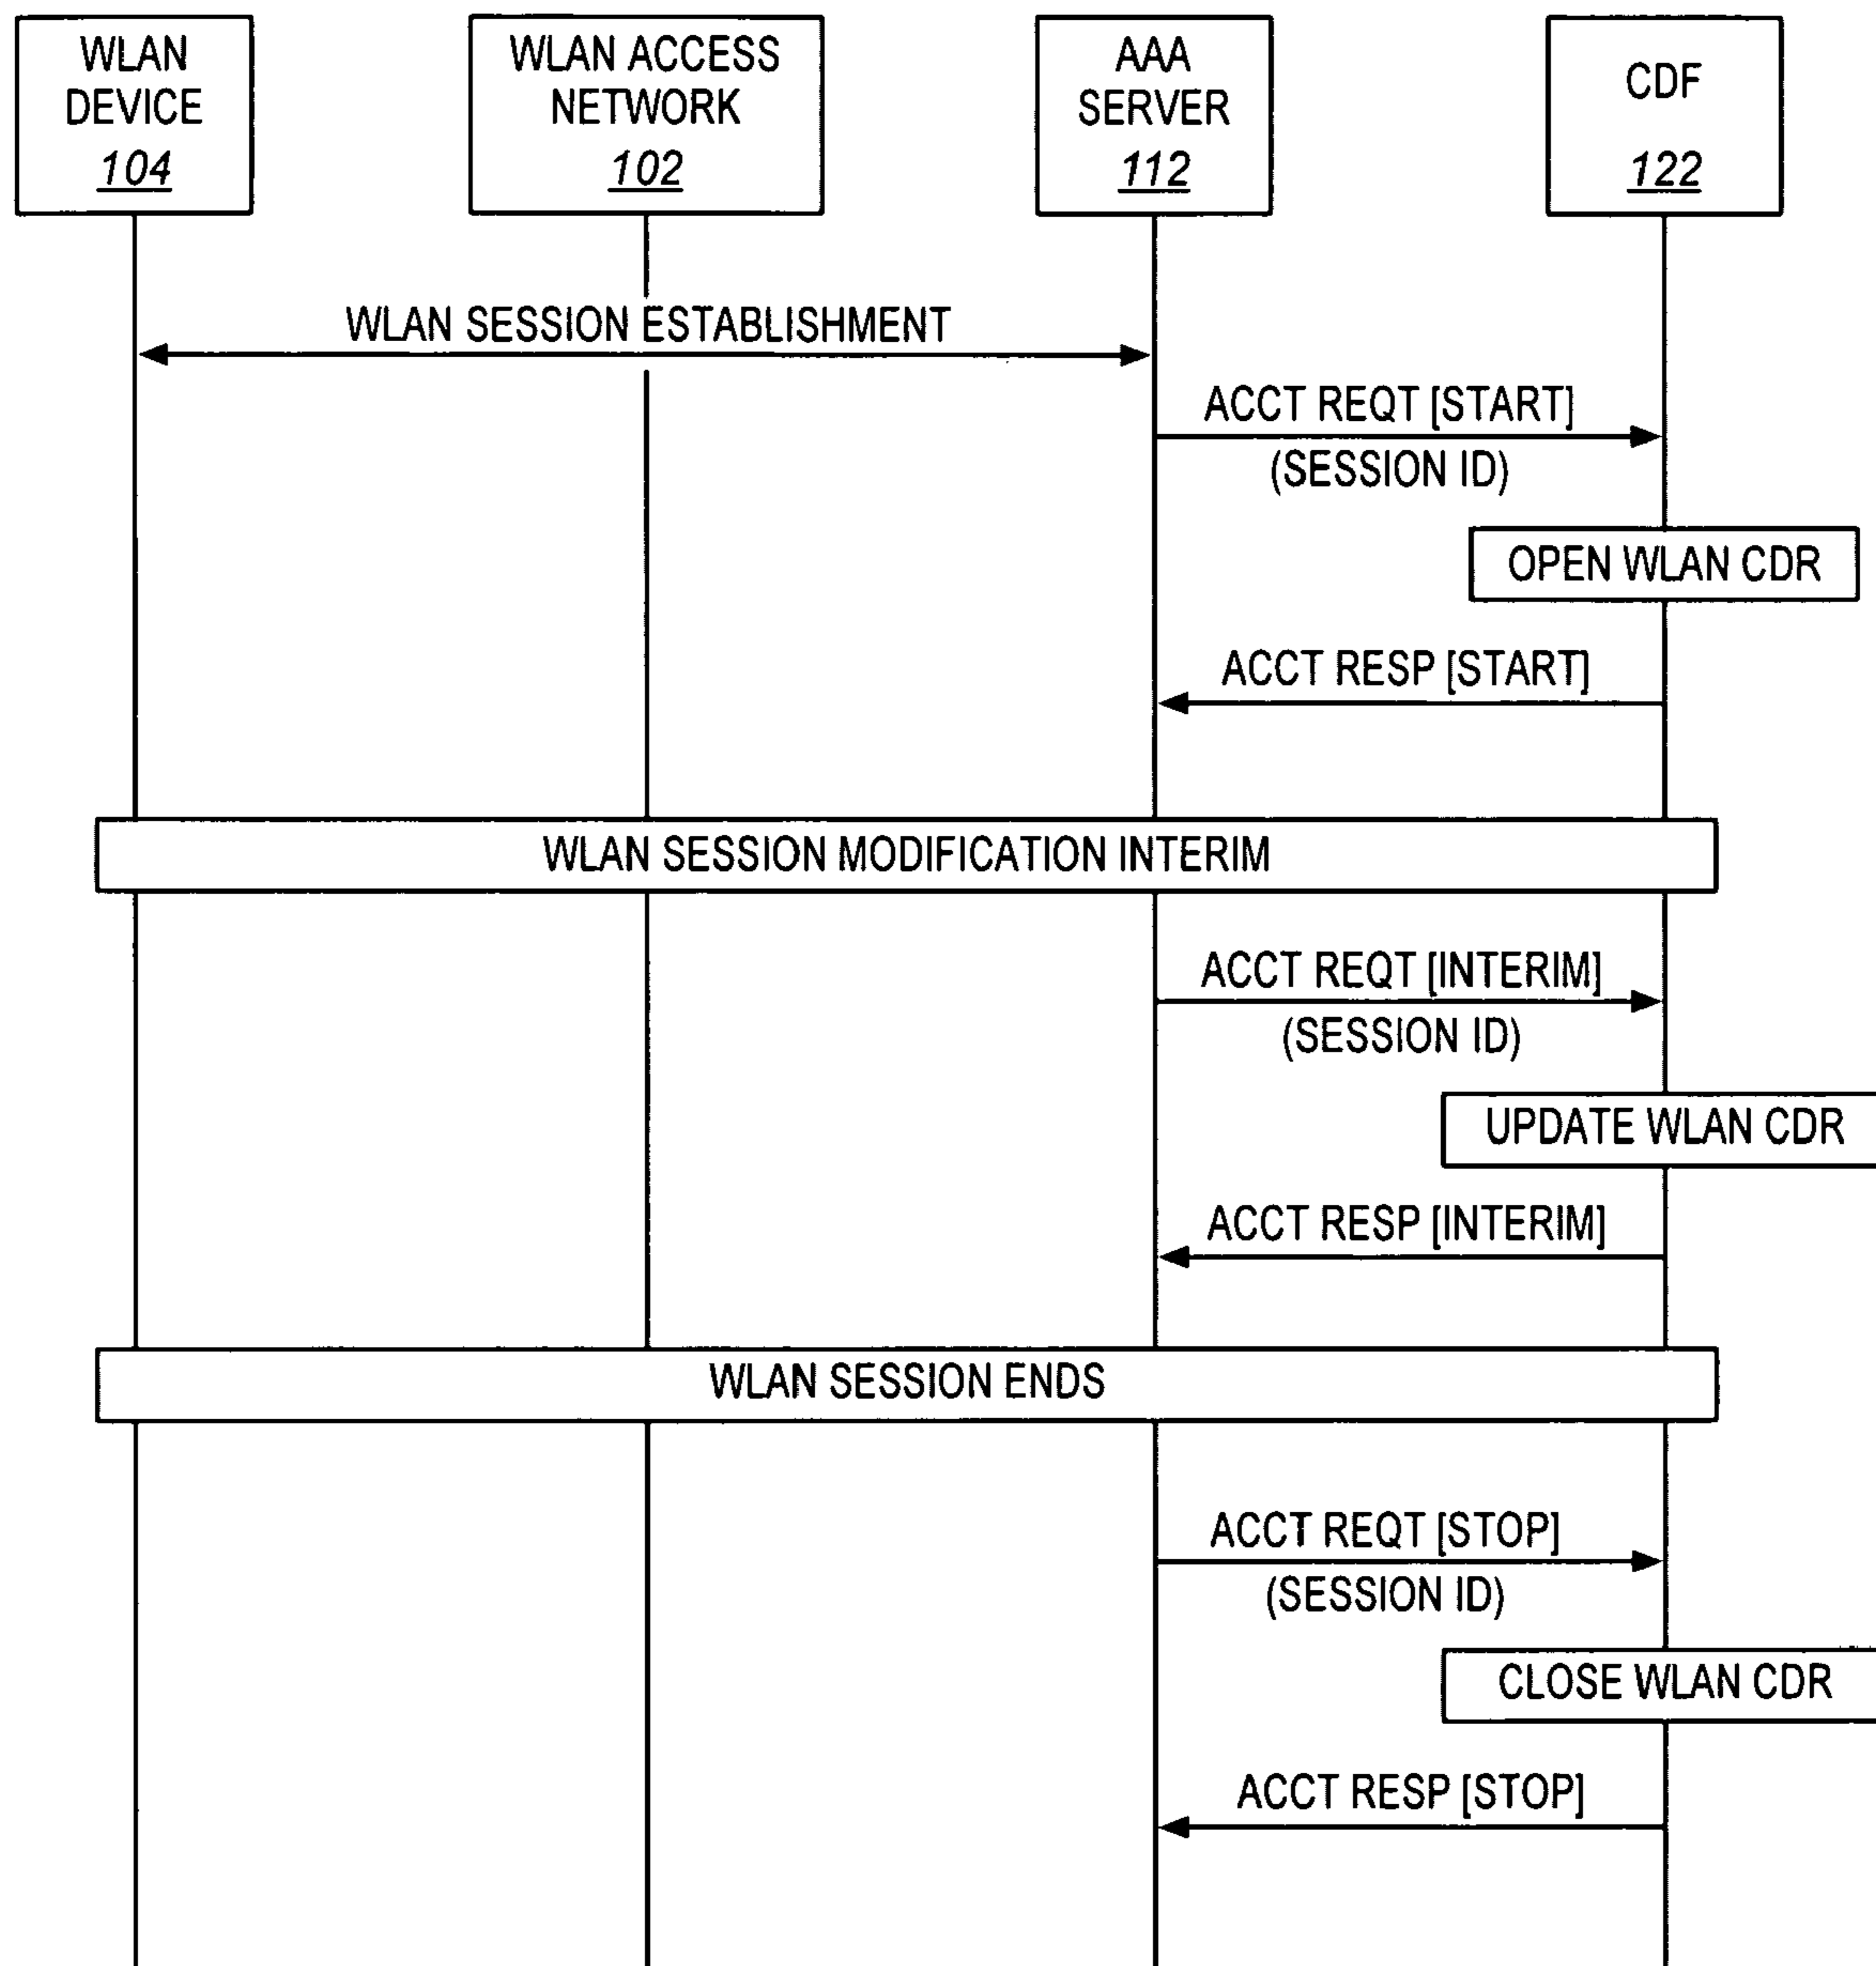 WLAN
DEVICE
104
WLAN ACCESS
NETWORK
102
AAA
SERVER
112
CDF
122
WLAN SESSION ESTABLISHMENT
ACCT REQT [START]
(SESSION ID)
OPEN WLAN CDR
ACCT RESP [START]
WLAN SESSION MODIFICATION INTERIM
ACCT REQT [INTERIM]
(SESSION ID)
UPDATE WLAN CDR
ACCT RESP [INTERIM]
WLAN SESSION ENDS
ACCT REQT [STOP]
(SESSION ID)
CLOSE WLAN CDR
ACCT RESP [STOP]